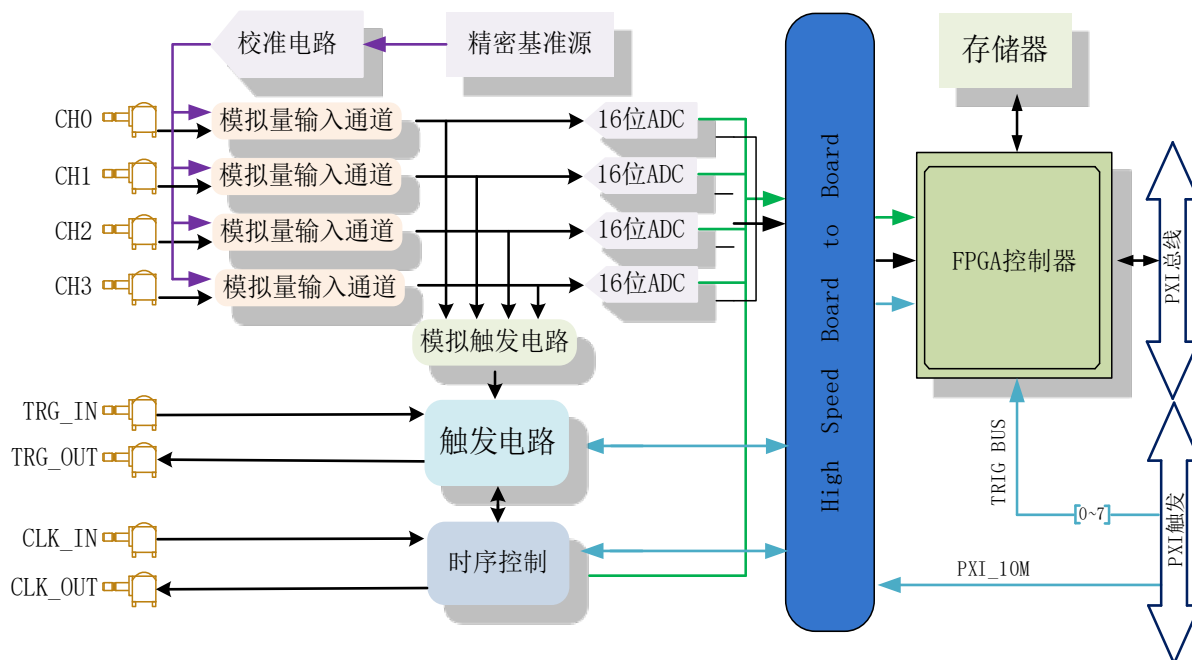 校准电路
精密基准源
存储器
CH0
模拟量输入通道
16位ADC
CH1
模拟量输入通道
16位ADC
CH2
模拟量输入通道
16位ADC
CH3
模拟量输入通道
16位ADC
High Speed Board to Board
FPGA控制器
PXI总线
模拟触发电路
TRG_IN
TRG_OUT
触发电路
TRIG BUS
[0~7]
PXI触发
CLK_IN
CLK_OUT
时序控制
PXI_10M